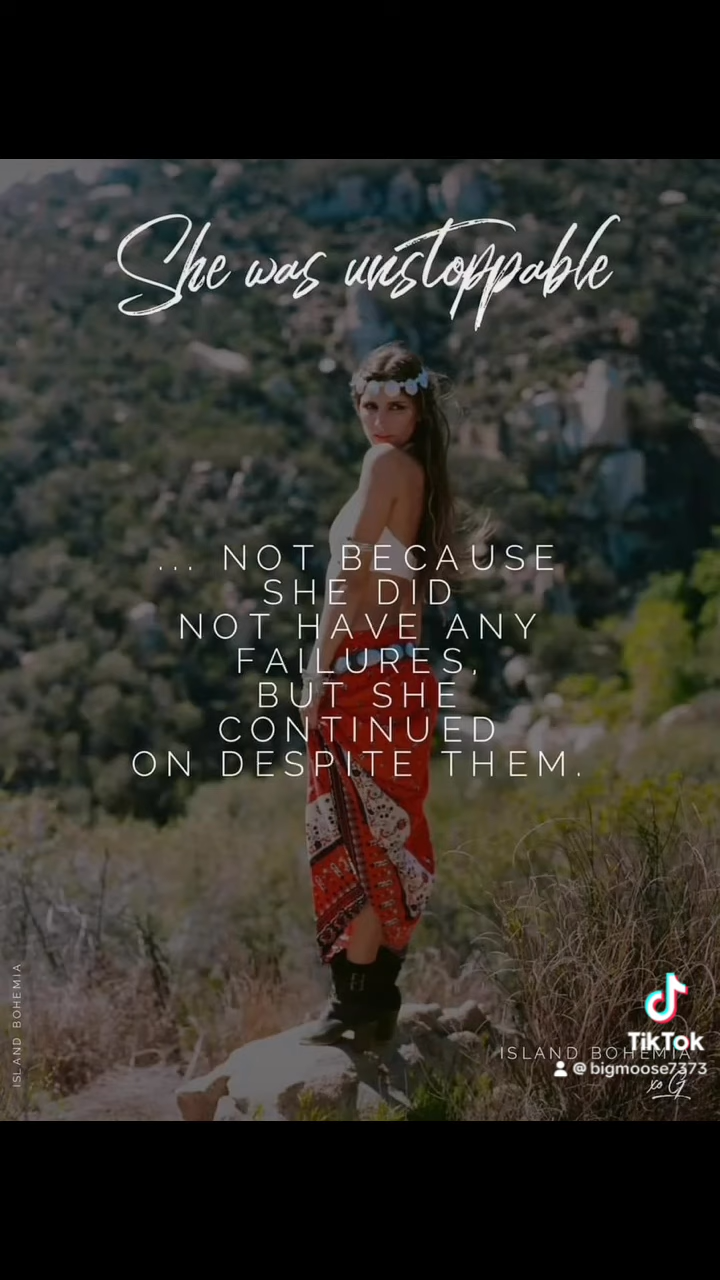 She was unstoppable
... NOT BECAUSE
SHE DID
NOT HAVE ANY
FAILURES,
BUT SHE
CONTINUED
ON DESPITE THEM.
ISLAND BOHEMIA
TikTok
ISLAND BOHEMIA
@bigmoose7373
xo G